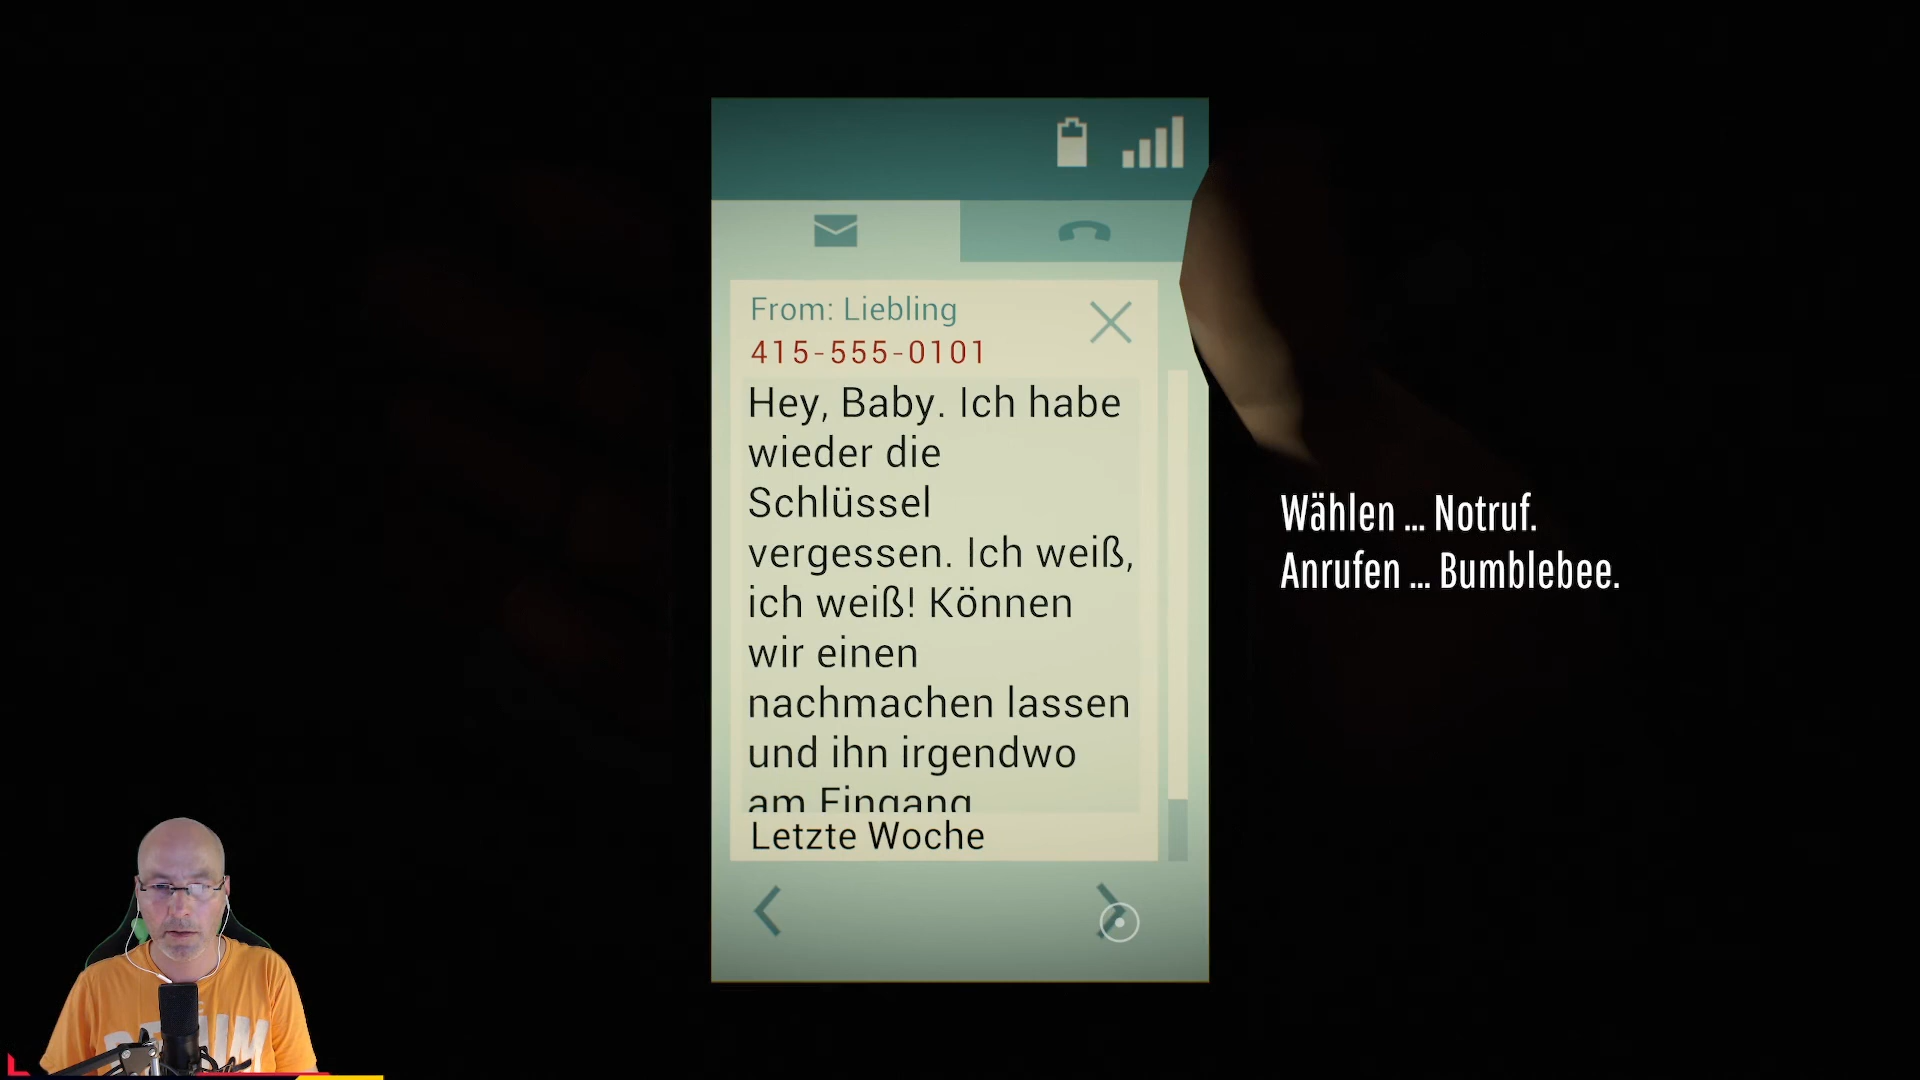 From: Liebling
415-555-0101
Hey, Baby. Ich habe
wieder die
Schlüssel
vergessen. Ich weiß,
ich weiß! Können
wir einen
nachmachen lassen
und ihn irgendwo
am Eingang
Letzte Woche
Wählen ... Notruf.
Anrufen ... Bumblebee.